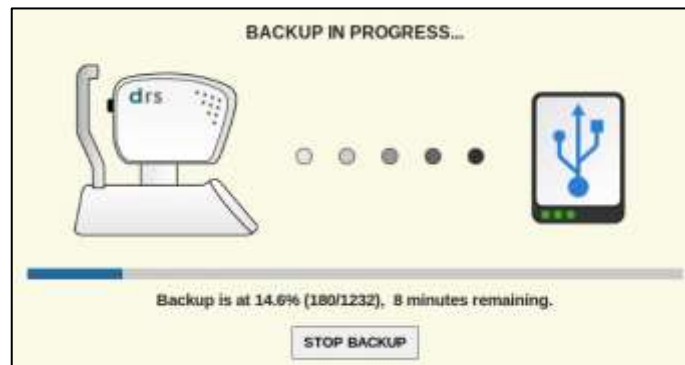 BACKUP IN PROGRESS...
drs
Backup is at 14.6% (180/1232), 8 minutes remaining.
STOP BACKUP